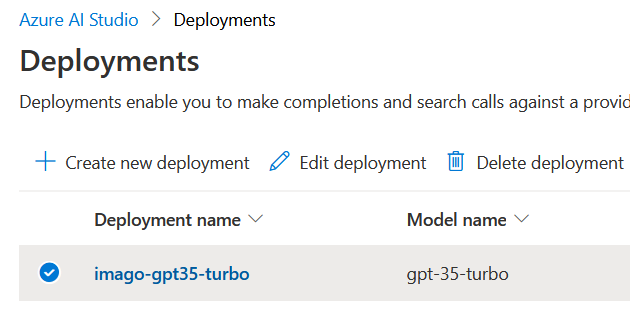 Azure AI Studio > Deployments
Deployments
Deployments enable you to make completions and search calls against a provid
+ Create new deployment Edit deployment Delete deployment
Deployment name Model name
imago-gpt35-turbo gpt-35-turbo